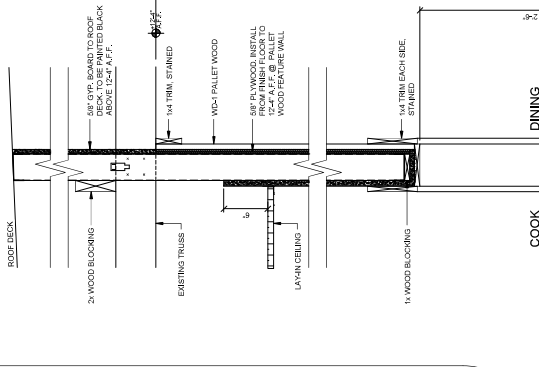 ROOF DECK
5/8" GYP. BOARD TO ROOF
DECK, TO BE PAINTED BLACK
ABOVE 12'-4" A.F.F.
12'-4"
A.F.F.
1x4 TRIM, STAINED
WD-1 PALLET WOOD
5/8" PLYWOOD, INSTALL
FROM FINISH FLOOR TO
12'-4" A.F.F. @ PALLET
WOOD FEATURE WALL
1x4 TRIM EACH SIDE,
STAINED
2x WOOD BLOCKING
EXISTING TRUSS
6"
LAY-IN CEILING
1x WOOD BLOCKING
COOK
DINING
2'-6"